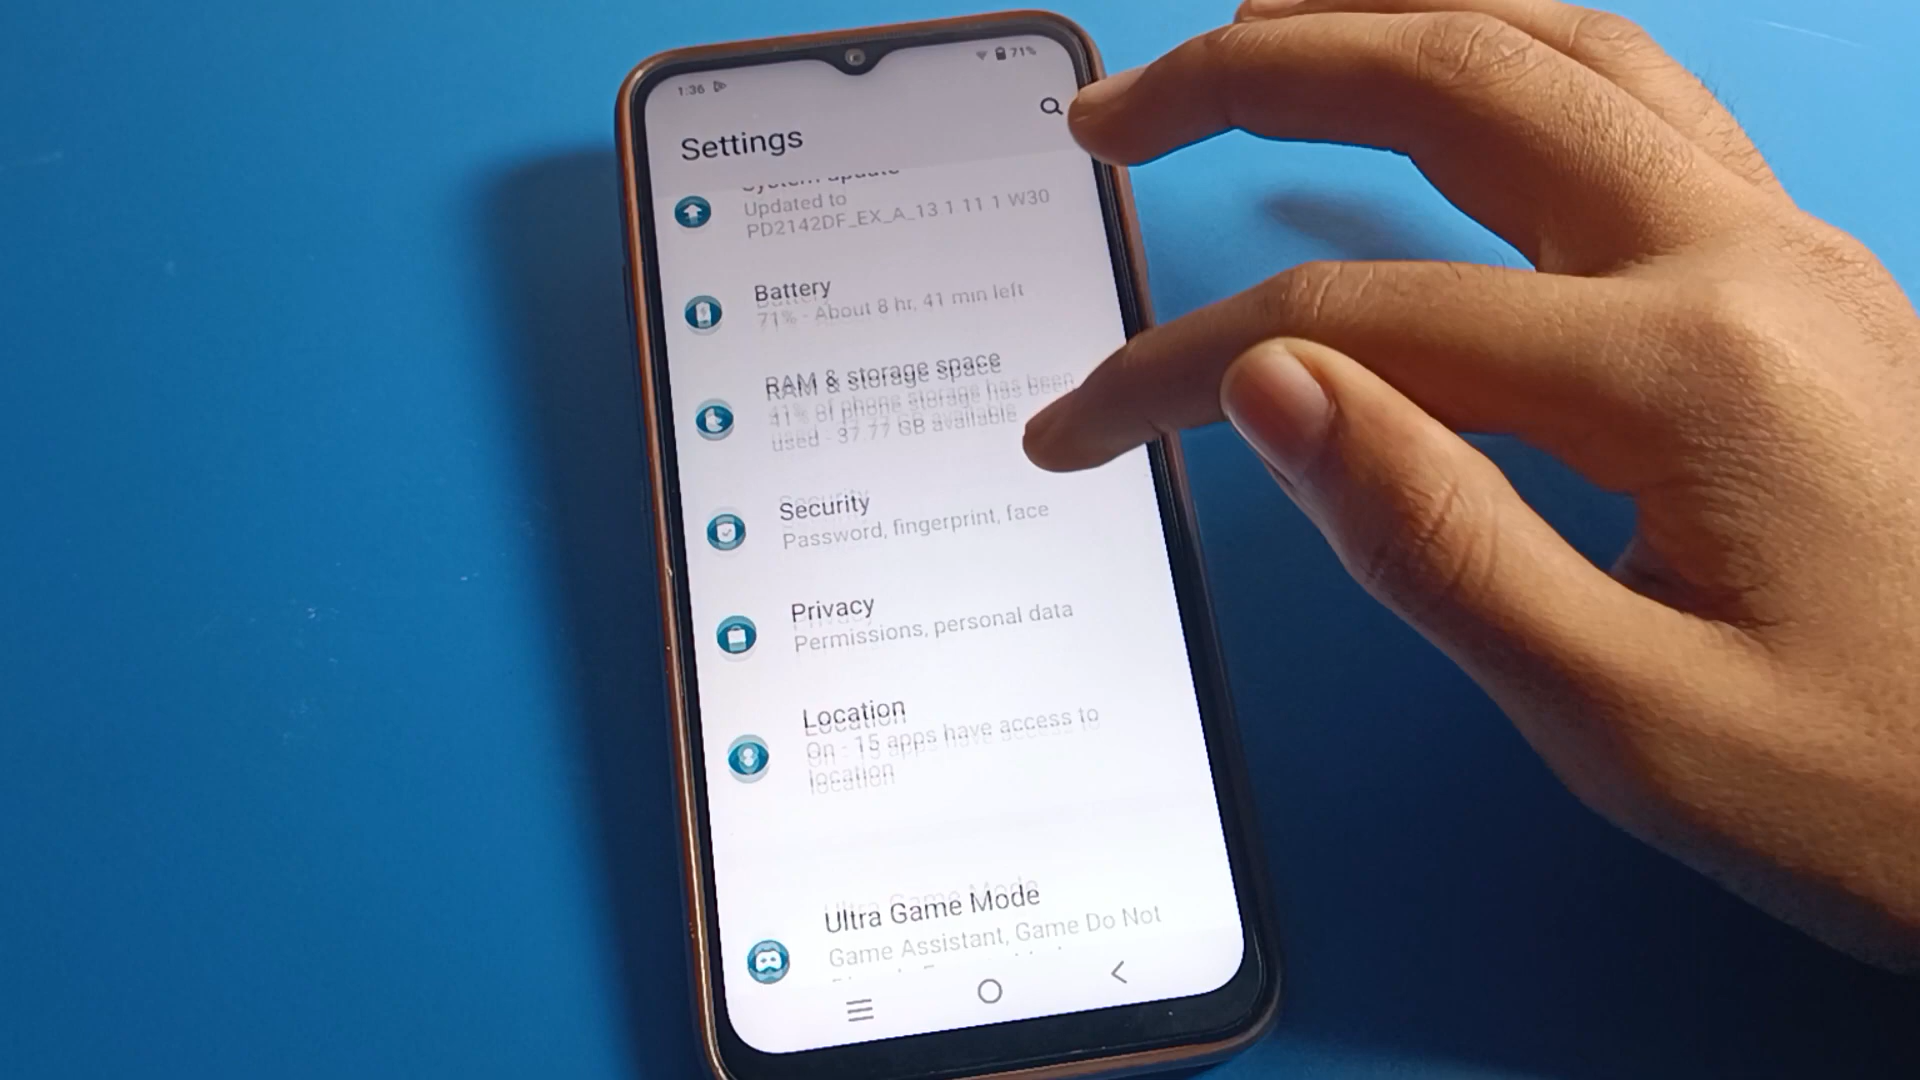 1:36
71%
Settings
System update
Updated to
PD2142DF_EX_A_13 1 11 1 W30
Battery
71% - About 8 hr, 41 min left
RAM & storage space
41% of phone storage has been
used - 37.77 GB available
Security
Password, fingerprint, face
Privacy
Permissions, personal data
Location
On - 15 apps have access to
location
Ultra Game Mode
Game Assistant, Game Do Not